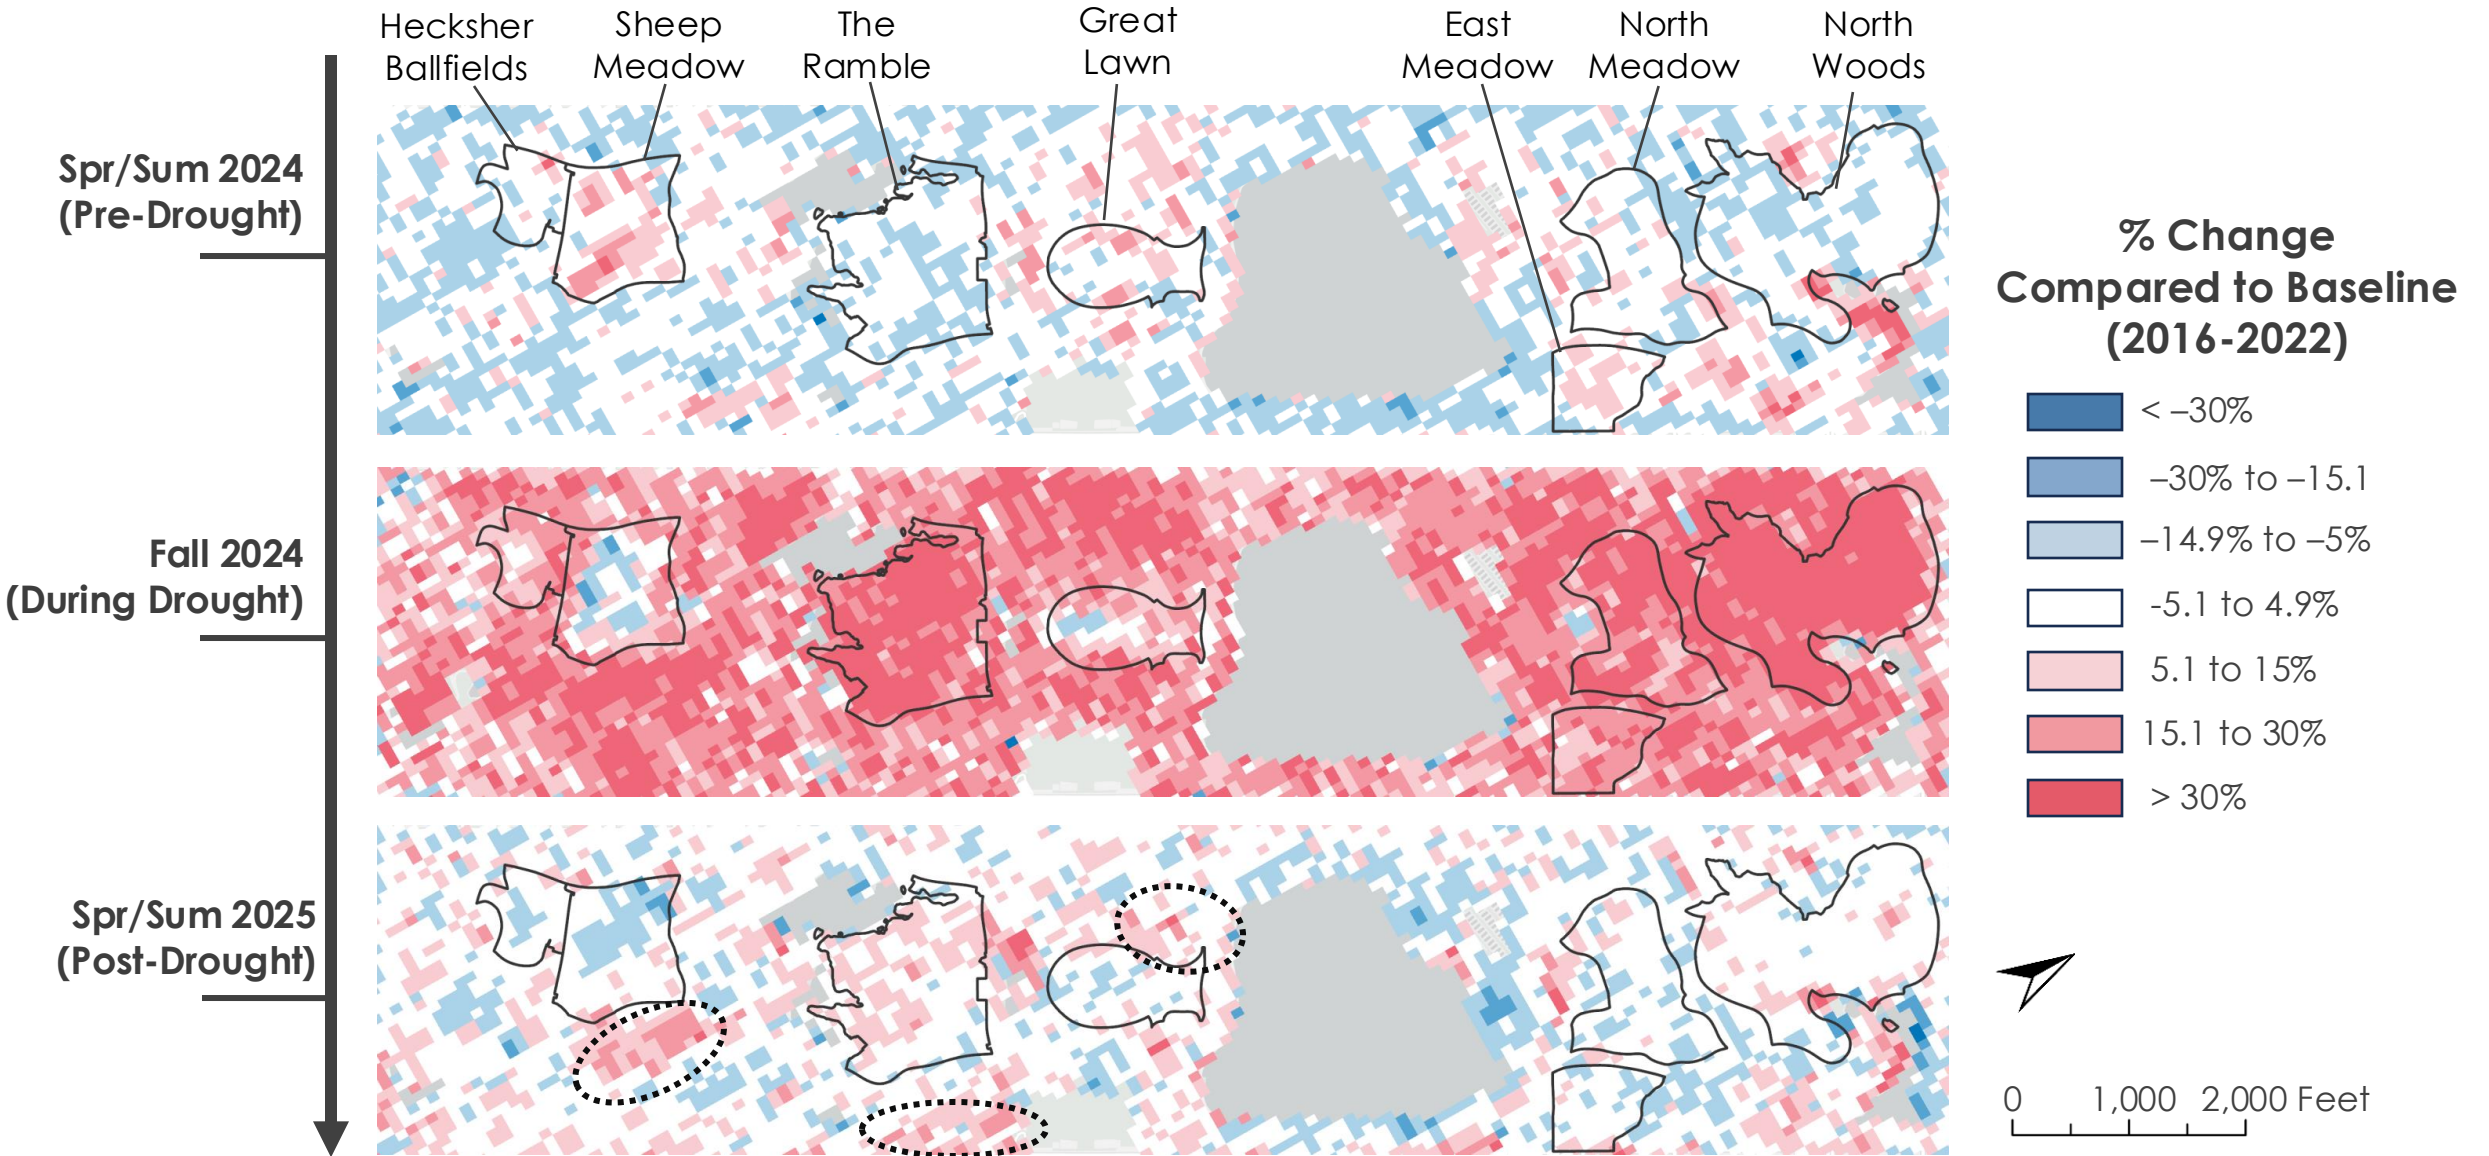 Hecksher
Ballfields
Sheep
Meadow
The
Ramble
Great
Lawn
East
Meadow
North
Meadow
North
Woods
Spr/Sum 2024
(Pre-Drought)
Fall 2024
(During Drought)
Spr/Sum 2025
(Post-Drought)
% Change
Compared to Baseline
(2016-2022)
< –30%
–30% to –15.1
–14.9% to –5%
-5.1 to 4.9%
5.1 to 15%
15.1 to 30%
> 30%
0 1,000 2,000 Feet